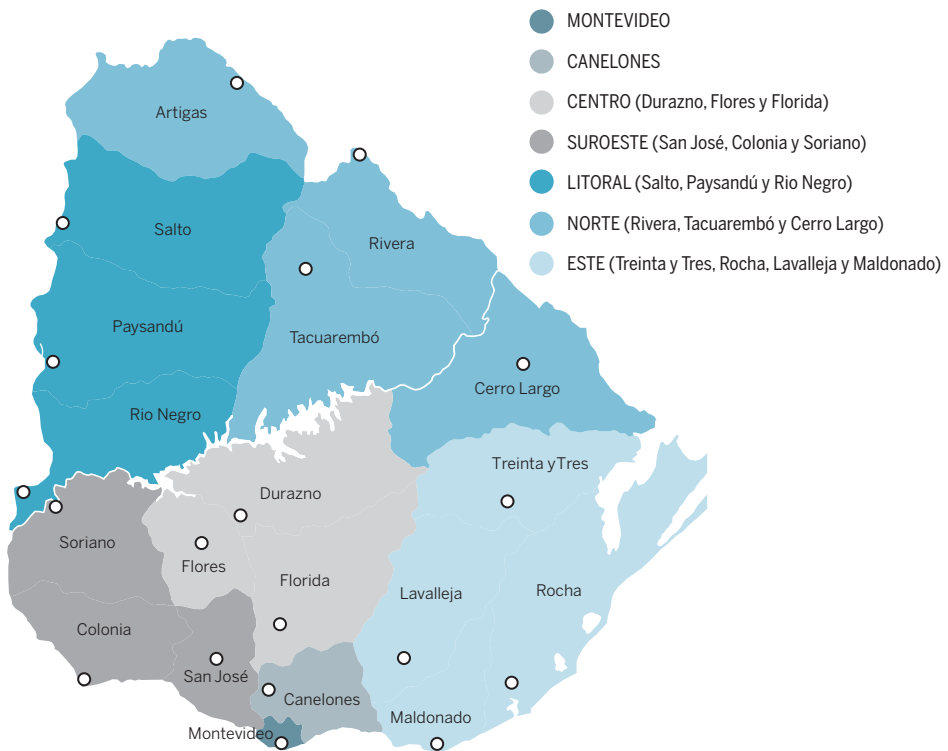 MONTEVIDEO
CANELONES
CENTRO (Durazno, Flores y Florida)
SUROESTE (San José, Colonia y Soriano)
LITORAL (Salto, Paysandú y Rio Negro)
NORTE (Rivera, Tacuarembó y Cerro Largo)
ESTE (Treinta y Tres, Rocha, Lavalleja y Maldonado)
Artigas
Salto
Rivera
Paysandú
Tacuarembó
Cerro Largo
Rio Negro
Treinta y Tres
Durazno
Soriano
Flores
Florida
Lavalleja
Rocha
Colonia
San José
Canelones
Maldonado
Montevideo